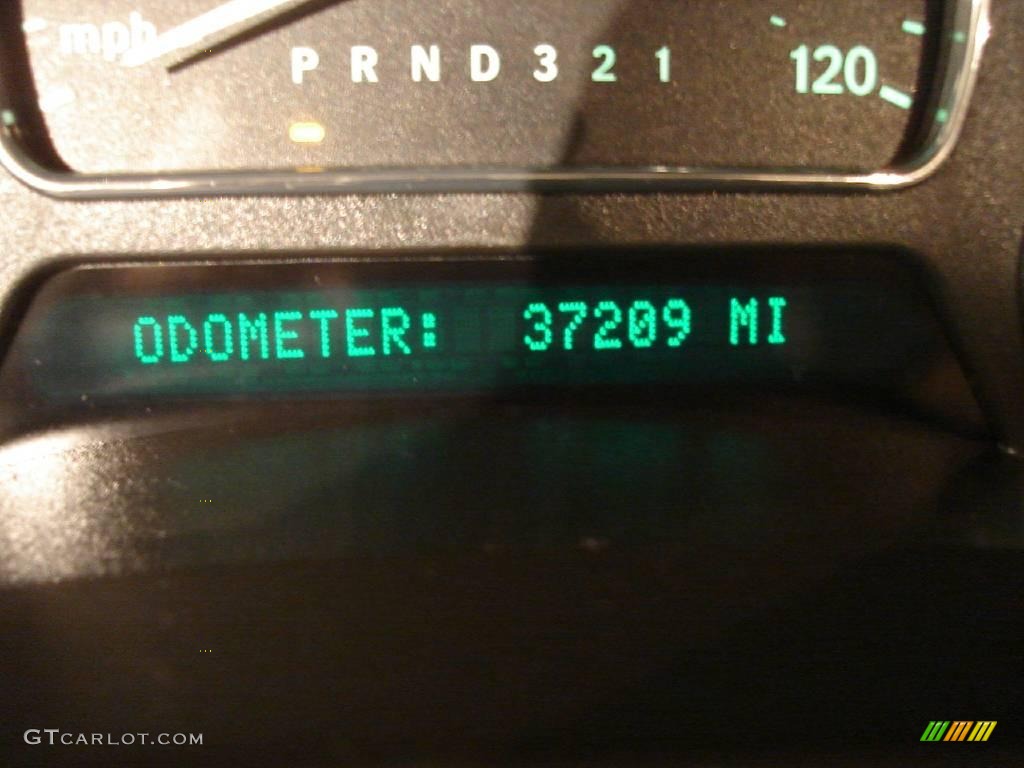 mph
P R N D 3 2 1
120
ODOMETER: 37209 MI
GTCARLOT.COM